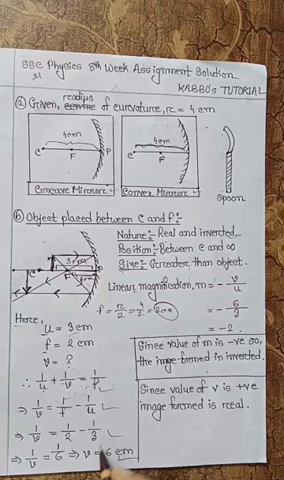 SSC Physics 8th Week Assignment Solution
21
KABBO'S TUTORIAL
ⓐ Given, radius of curvature, r = 4 cm
4cm
C F P
Concave Mirror
4cm
C F
Convex Mirror
Spoon
ⓑ Object placed between C and F:-
Nature:- Real and inverted
Position:- Between C and ∞
Size:- Greater than object.
3cm
C F P
Linear magnification, m = - v/u
f = r/2 = 4/2 = 2cm
= - 6/3
= -2.
Here,
u = 3cm
f = 2cm
v = ?
∴ 1/u + 1/v = 1/f
⇒ 1/v = 1/f - 1/u
⇒ 1/v = 1/2 - 1/3
⇒ 1/v = 1/6 ⇒ v = 6 cm
Since value of m is -ve so,
the image formed in inverted.
Since value of v is +ve
image formed is real.